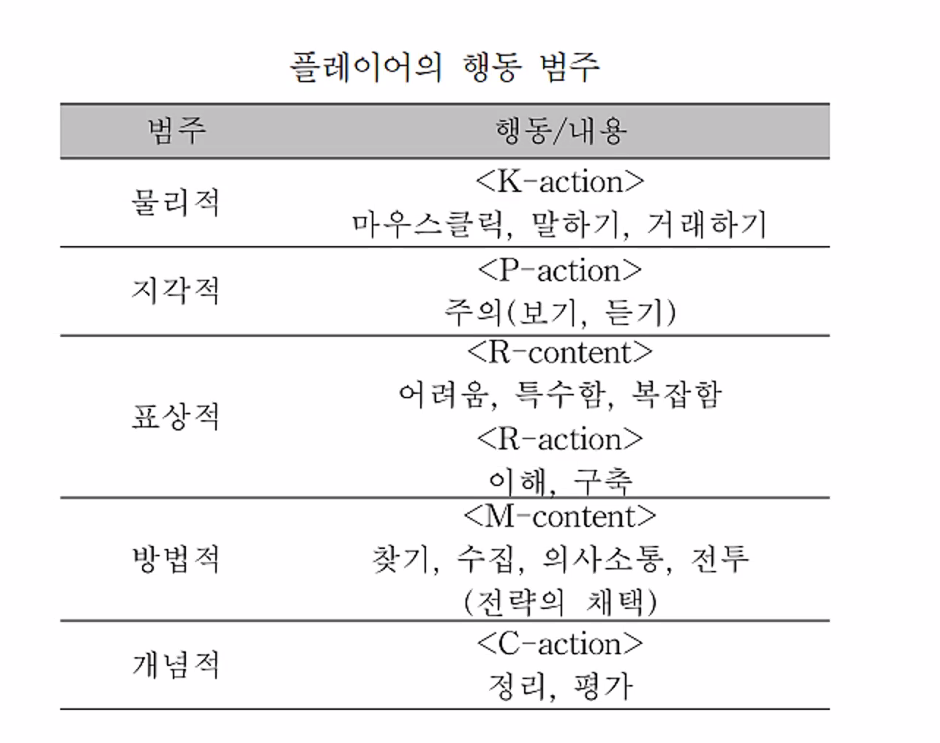 플레이어의 행동 범주
범주 행동/내용
<K-action>
물리적
마우스클릭, 말하기, 거래하기
<P-action>
지각적
주의(보기, 듣기)
<R-content>
어려움, 특수함, 복잡함
표상적
<R-action>
이해, 구축
<M-content>
방법적 찾기, 수집, 의사소통, 전투
(전략의 채택)
<C-action>
개념적
정리, 평가